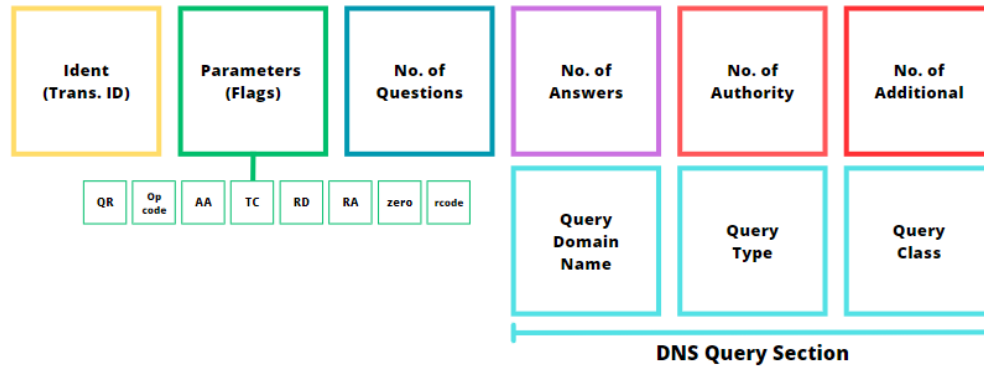 Ident
(Trans. ID)
Parameters
(Flags)
No. of
Questions
No. of
Answers
No. of
Authority
No. of
Additional
QR
Op
code
AA
TC
RD
RA
zero
rcode
Query
Domain
Name
Query
Type
Query
Class
DNS Query Section